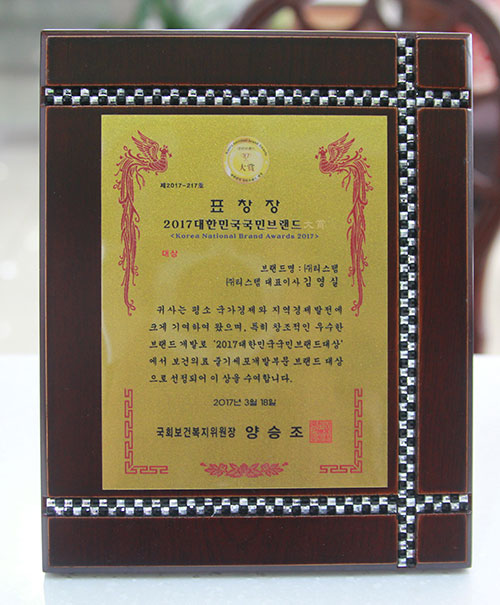 大賞
제2017-217호
표 창 장
2017대한민국국민브랜드大賞
<Korea National Brand Awards 2017>
대상
브랜드명 : ㈜티스템
㈜티스템 대표이사 김 영 실
귀사는 평소 국가경제와 지역경제발전에
크게 기여하여 왔으며, 특히 창조적인 우수한
브랜드개발로 '2017대한민국국민브랜드대상'
에서 보건의료 줄기세포개발부문 브랜드 대상
으로 선정되어 이 상을 수여합니다.
2017년 3월 18일
국회보건복지위원장 양 승 조